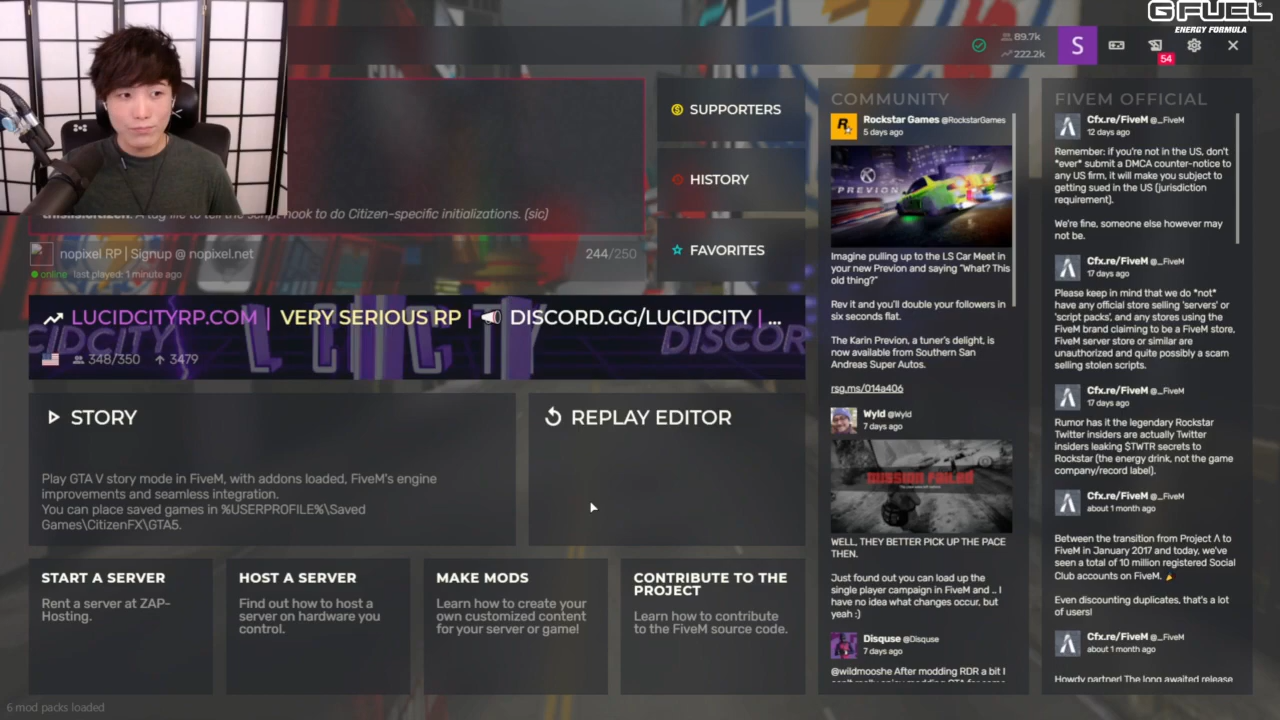 G FUEL
ENERGY FORMULA
89.7k
222.2k
S
54
thisiscitizen: A tag file to tell the script hook to do Citizen-specific initializations. (sic)
nopixel RP | Signup @ nopixel.net
244/250
online last played: 1 minute ago
SUPPORTERS
HISTORY
FAVORITES
LUCIDCITYRP.COM | VERY SERIOUS RP | DISCORD.GG/LUCIDCITY | ...
348/350 3479
STORY
Play GTA V story mode in FiveM, with addons loaded, FiveM's engine
improvements and seamless integration.
You can place saved games in %USERPROFILE%\Saved
Games\CitizenFX\GTA5.
REPLAY EDITOR
START A SERVER
Rent a server at ZAP-
Hosting.
HOST A SERVER
Find out how to host a
server on hardware you
control.
MAKE MODS
Learn how to create your
own customized content
for your server or game!
CONTRIBUTE TO THE
PROJECT
Learn how to contribute
to the FiveM source code.
COMMUNITY
Rockstar Games @RockstarGames
5 days ago
PREVION
Imagine pulling up to the LS Car Meet in
your new Previon and saying "What? This
old thing?"
Rev it and you'll double your followers in
six seconds flat.
The Karin Previon, a tuner's delight, is
now available from Southern San
Andreas Super Autos.
rsg.ms/014a406
Wyld @Wyld
7 days ago
mission failed
WELL, THEY BETTER PICK UP THE PACE
THEN.
Just found out you can load up the
single player campaign in FiveM and .. I
have no idea what changes occur, but
yeah :)
Disquse @Disquse
7 days ago
@wildmooshe After modding RDR a bit I
FIVEM OFFICIAL
Cfx.re/FiveM @_FiveM
12 days ago
Remember: if you're not in the US, don't
*ever* submit a DMCA counter-notice to
any US firm, it will make you subject to
getting sued in the US (jurisdiction
requirement).
We're fine, someone else however may
not be.
Cfx.re/FiveM @_FiveM
17 days ago
Please keep in mind that we do *not*
have any official store selling 'servers' or
'script packs', and any stores using the
FiveM brand claiming to be a FiveM store,
FiveM server store or similar are
unauthorized and quite possibly a scam
selling stolen scripts.
Cfx.re/FiveM @_FiveM
17 days ago
Rumor has it the legendary Rockstar
Twitter insiders are actually Twitter
insiders leaking $TWTR secrets to
Rockstar (the energy drink, not the game
company/record label).
Cfx.re/FiveM @_FiveM
about 1 month ago
Between the transition from Project Λ to
FiveM in January 2017 and today, we've
seen a total of 10 million registered Social
Club accounts on FiveM.
Even discounting duplicates, that's a lot
of users!
Cfx.re/FiveM @_FiveM
about 1 month ago
Howdy partner! The long awaited release
6 mod packs loaded